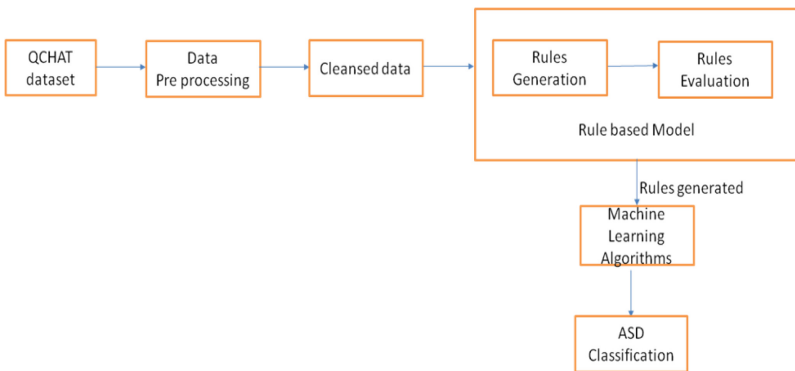 QCHAT
dataset
Data
Pre processing
Cleansed data
Rules
Generation
Rules
Evaluation
Rule based Model
Rules generated
Machine
Learning
Algorithms
ASD
Classification